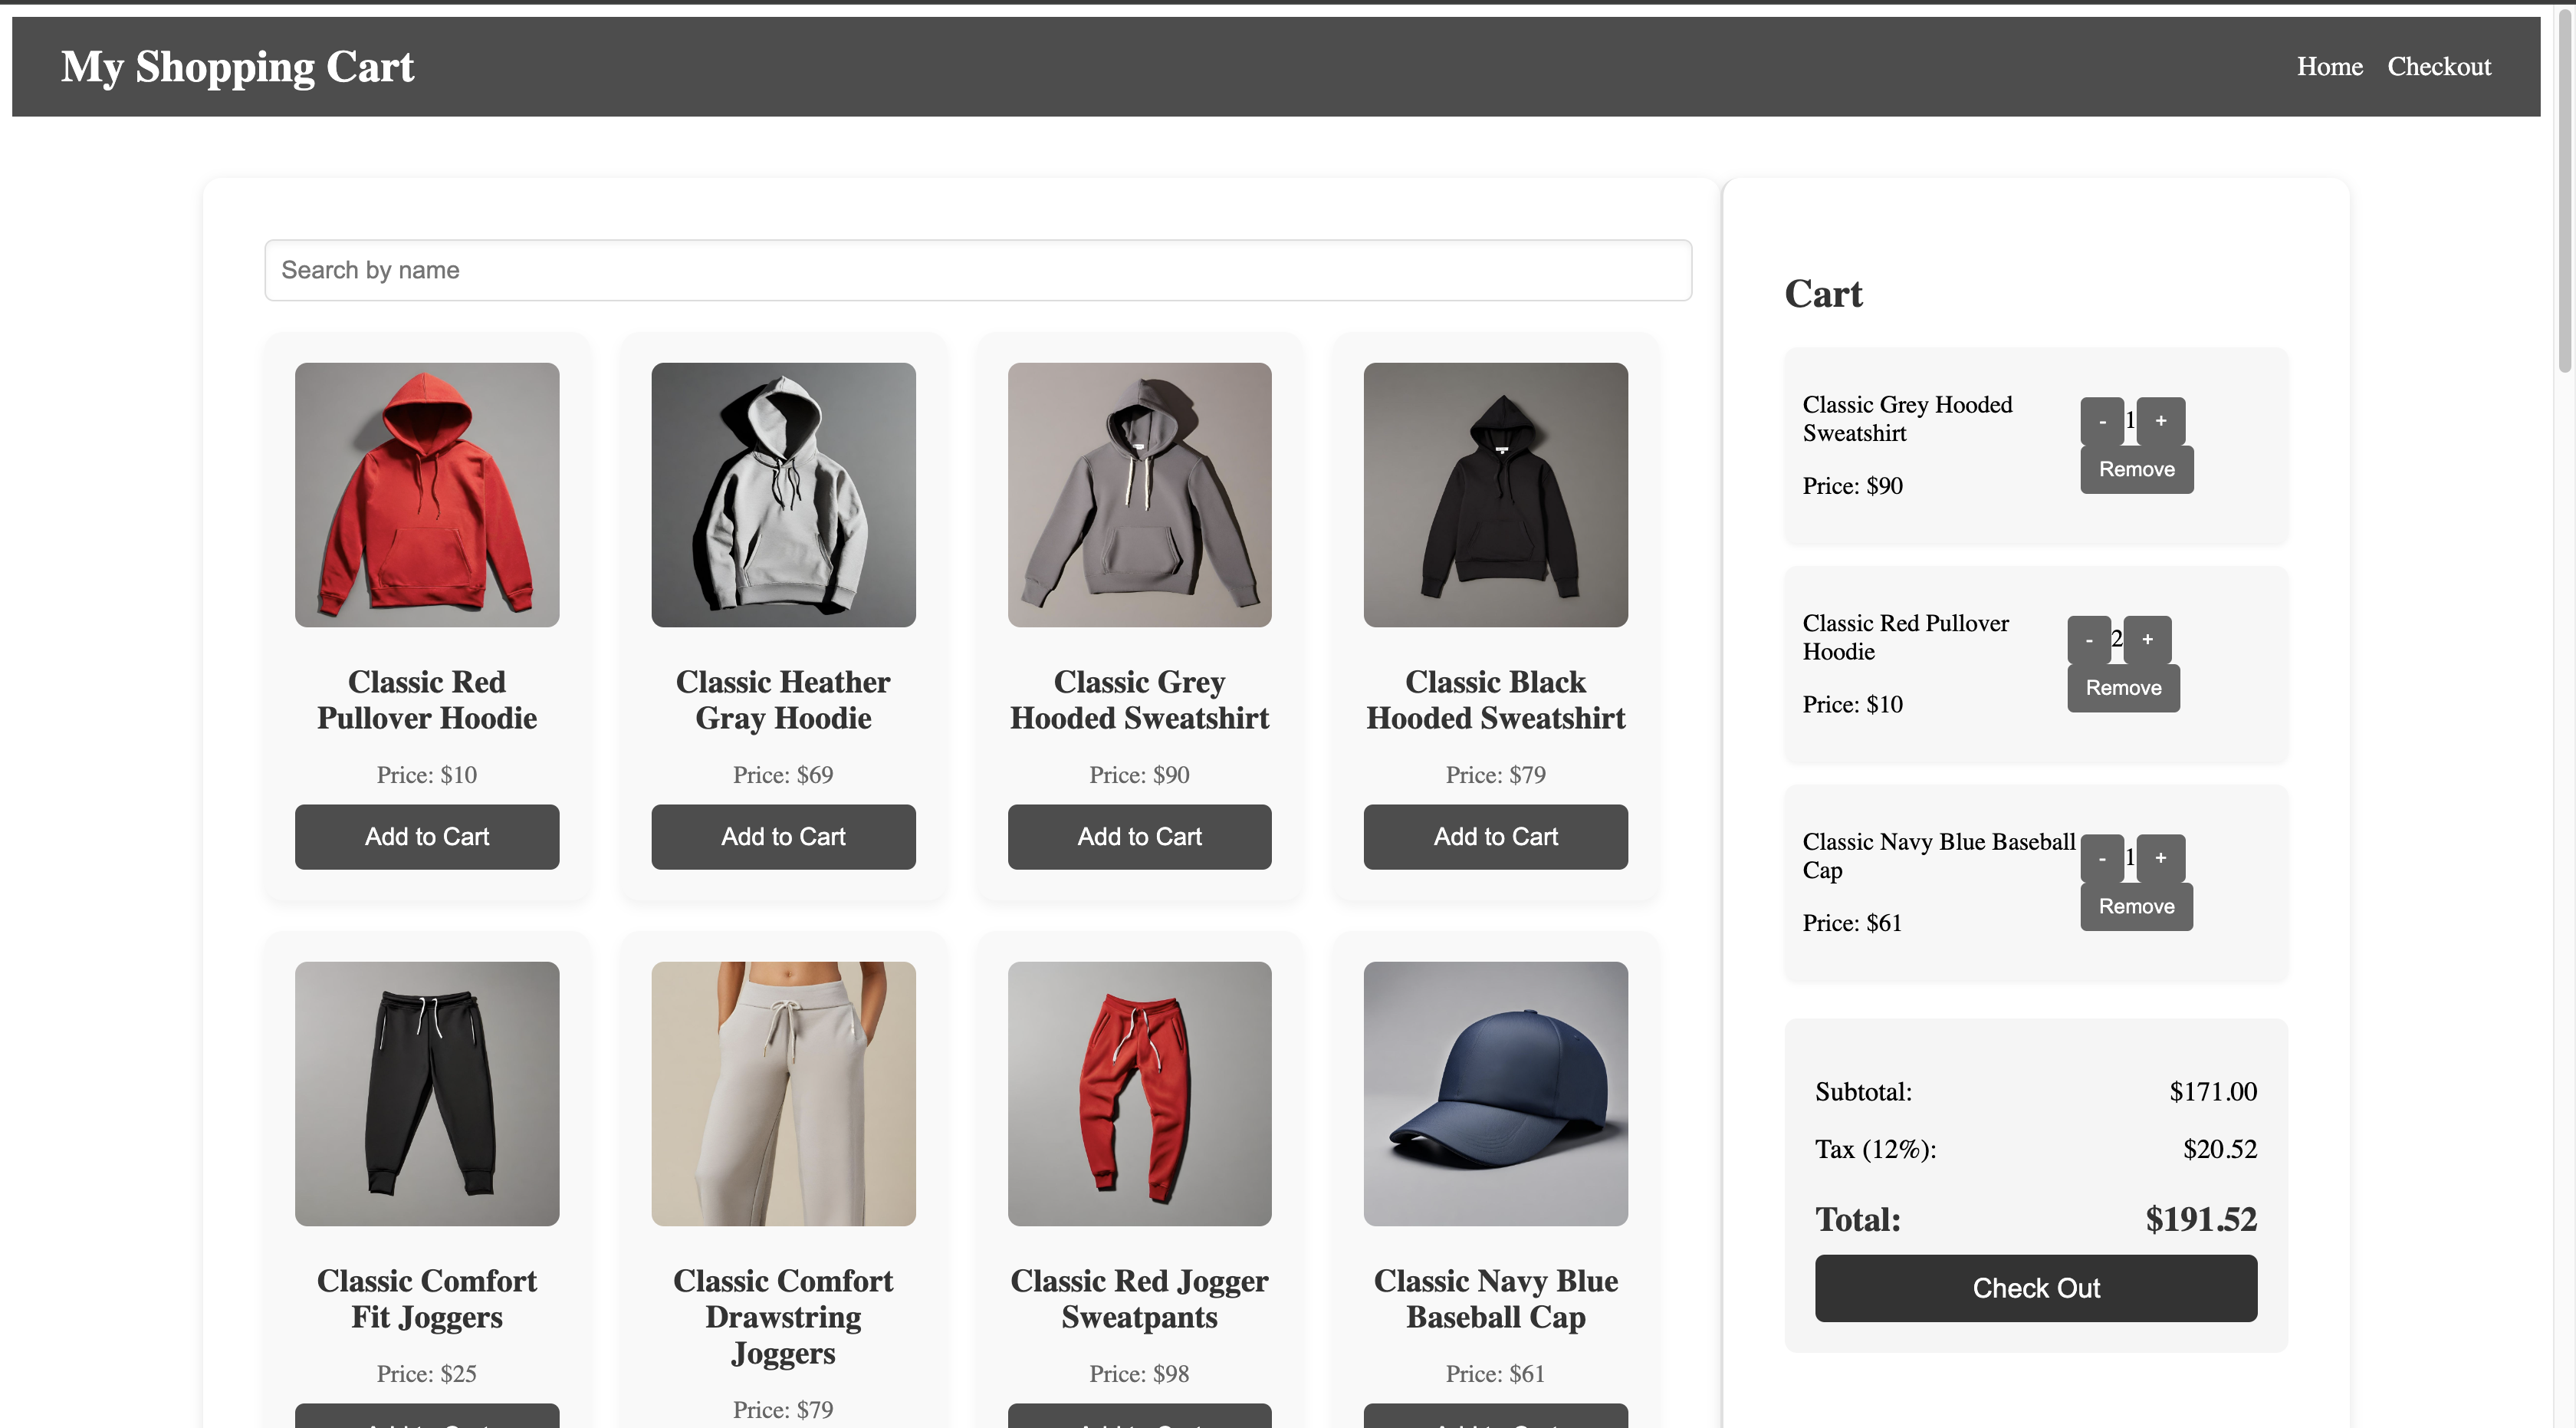 My Shopping Cart
Home Checkout
Search by name
Classic Red
Pullover Hoodie
Price: $10
Add to Cart
Classic Heather
Gray Hoodie
Price: $69
Add to Cart
Classic Grey
Hooded Sweatshirt
Price: $90
Add to Cart
Classic Black
Hooded Sweatshirt
Price: $79
Add to Cart
Classic Comfort
Fit Joggers
Price: $25
Classic Comfort
Drawstring
Joggers
Price: $79
Classic Red Jogger
Sweatpants
Price: $98
Classic Navy Blue
Baseball Cap
Price: $61
Cart
Classic Grey Hooded
Sweatshirt
Price: $90
- 1 +
Remove
Classic Red Pullover
Hoodie
Price: $10
- 2 +
Remove
Classic Navy Blue Baseball
Cap
Price: $61
- 1 +
Remove
Subtotal: $171.00
Tax (12%): $20.52
Total: $191.52
Check Out